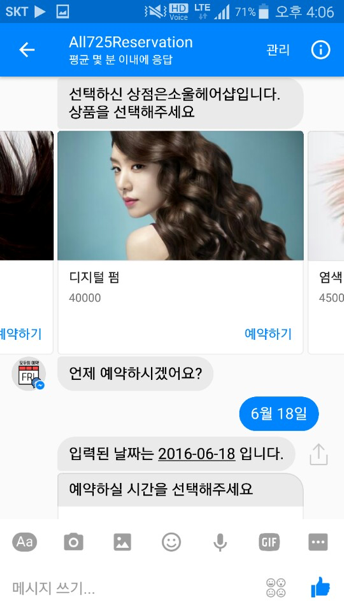 SKT HD Voice LTE 71% 오후 4:06
All725Reservation
관리
평균 몇 분 이내에 응답
선택하신 상점은소울헤어샵입니다.
상품을 선택해주세요
디지털 펌
염색
40000
4500
예약하기
예약하기
언제 예약하시겠어요?
FRI
6월 18일
입력된 날짜는 2016-06-18 입니다.
예약하실 시간을 선택해주세요
Aa
GIF
메시지 쓰기...